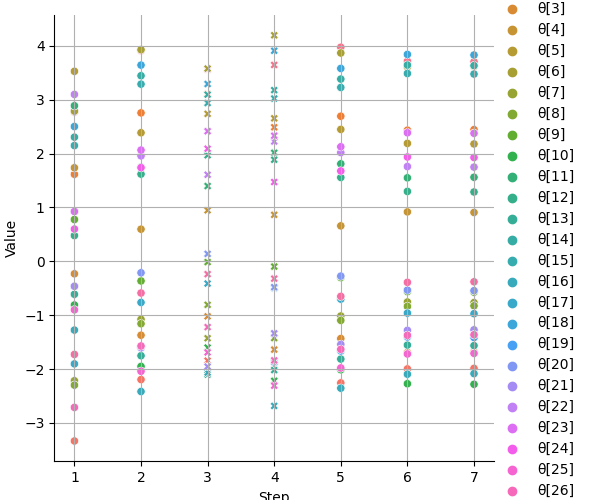 4
3
2
1
0
−1
−2
−3
Value
1 2 3 4 5 6 7
Step
θ[3]
θ[4]
θ[5]
θ[6]
θ[7]
θ[8]
θ[9]
θ[10]
θ[11]
θ[12]
θ[13]
θ[14]
θ[15]
θ[16]
θ[17]
θ[18]
θ[19]
θ[20]
θ[21]
θ[22]
θ[23]
θ[24]
θ[25]
θ[26]